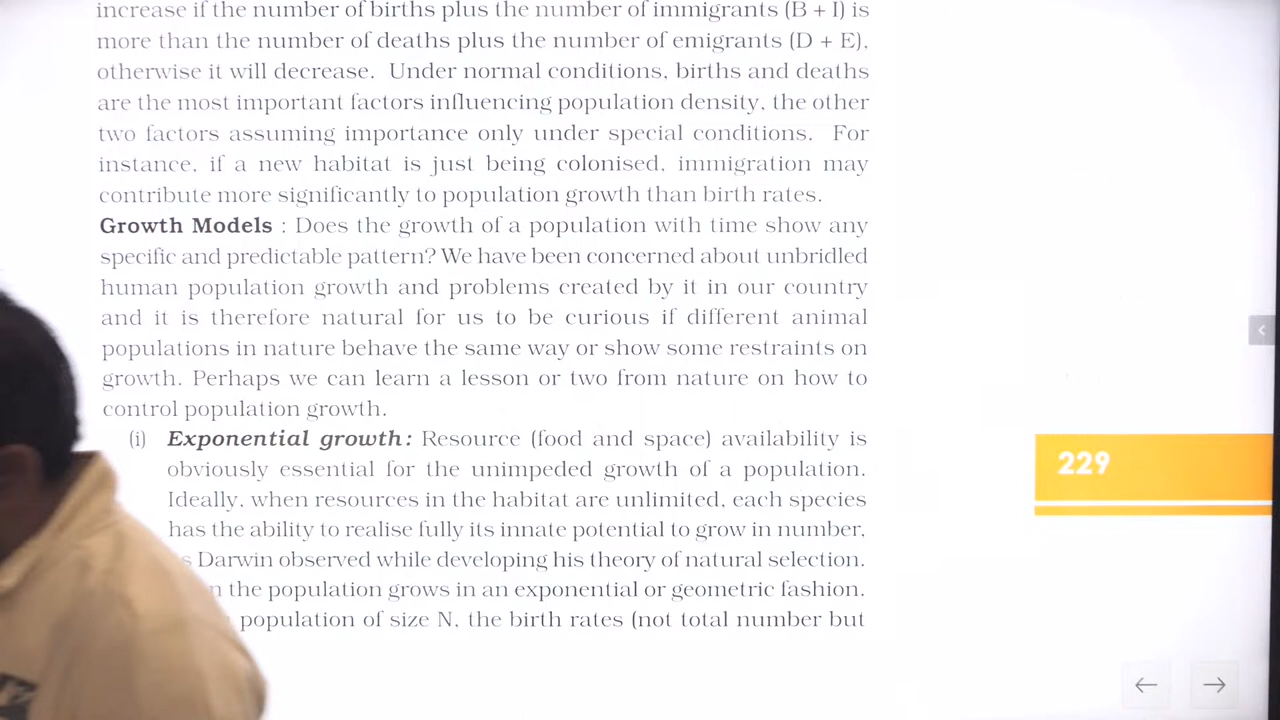 increase if the number of births plus the number of immigrants (B + I) is
more than the number of deaths plus the number of emigrants (D + E),
otherwise it will decrease. Under normal conditions, births and deaths
are the most important factors influencing population density, the other
two factors assuming importance only under special conditions. For
instance, if a new habitat is just being colonised, immigration may
contribute more significantly to population growth than birth rates.
Growth Models : Does the growth of a population with time show any
specific and predictable pattern? We have been concerned about unbridled
human population growth and problems created by it in our country
and it is therefore natural for us to be curious if different animal
populations in nature behave the same way or show some restraints on
growth. Perhaps we can learn a lesson or two from nature on how to
control population growth.
(i) Exponential growth: Resource (food and space) availability is
obviously essential for the unimpeded growth of a population.
Ideally, when resources in the habitat are unlimited, each species
has the ability to realise fully its innate potential to grow in number,
Darwin observed while developing his theory of natural selection.
the population grows in an exponential or geometric fashion.
population of size N, the birth rates (not total number but
229